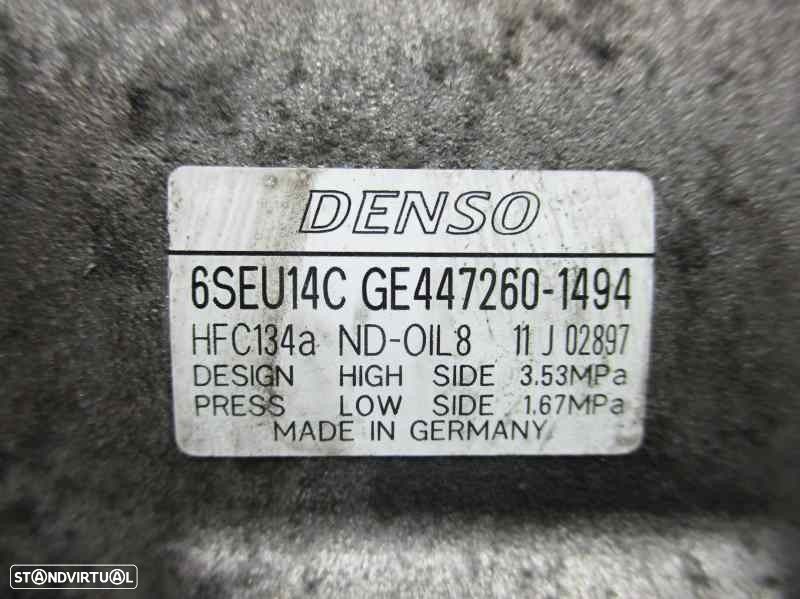 DENSO
6SEU14C GE447260-1494
HFC134a ND-OIL8 11 J 02897
DESIGN HIGH SIDE 3.53MPa
PRESS LOW SIDE 1.67MPa
MADE IN GERMANY
STANDVIRTUAL